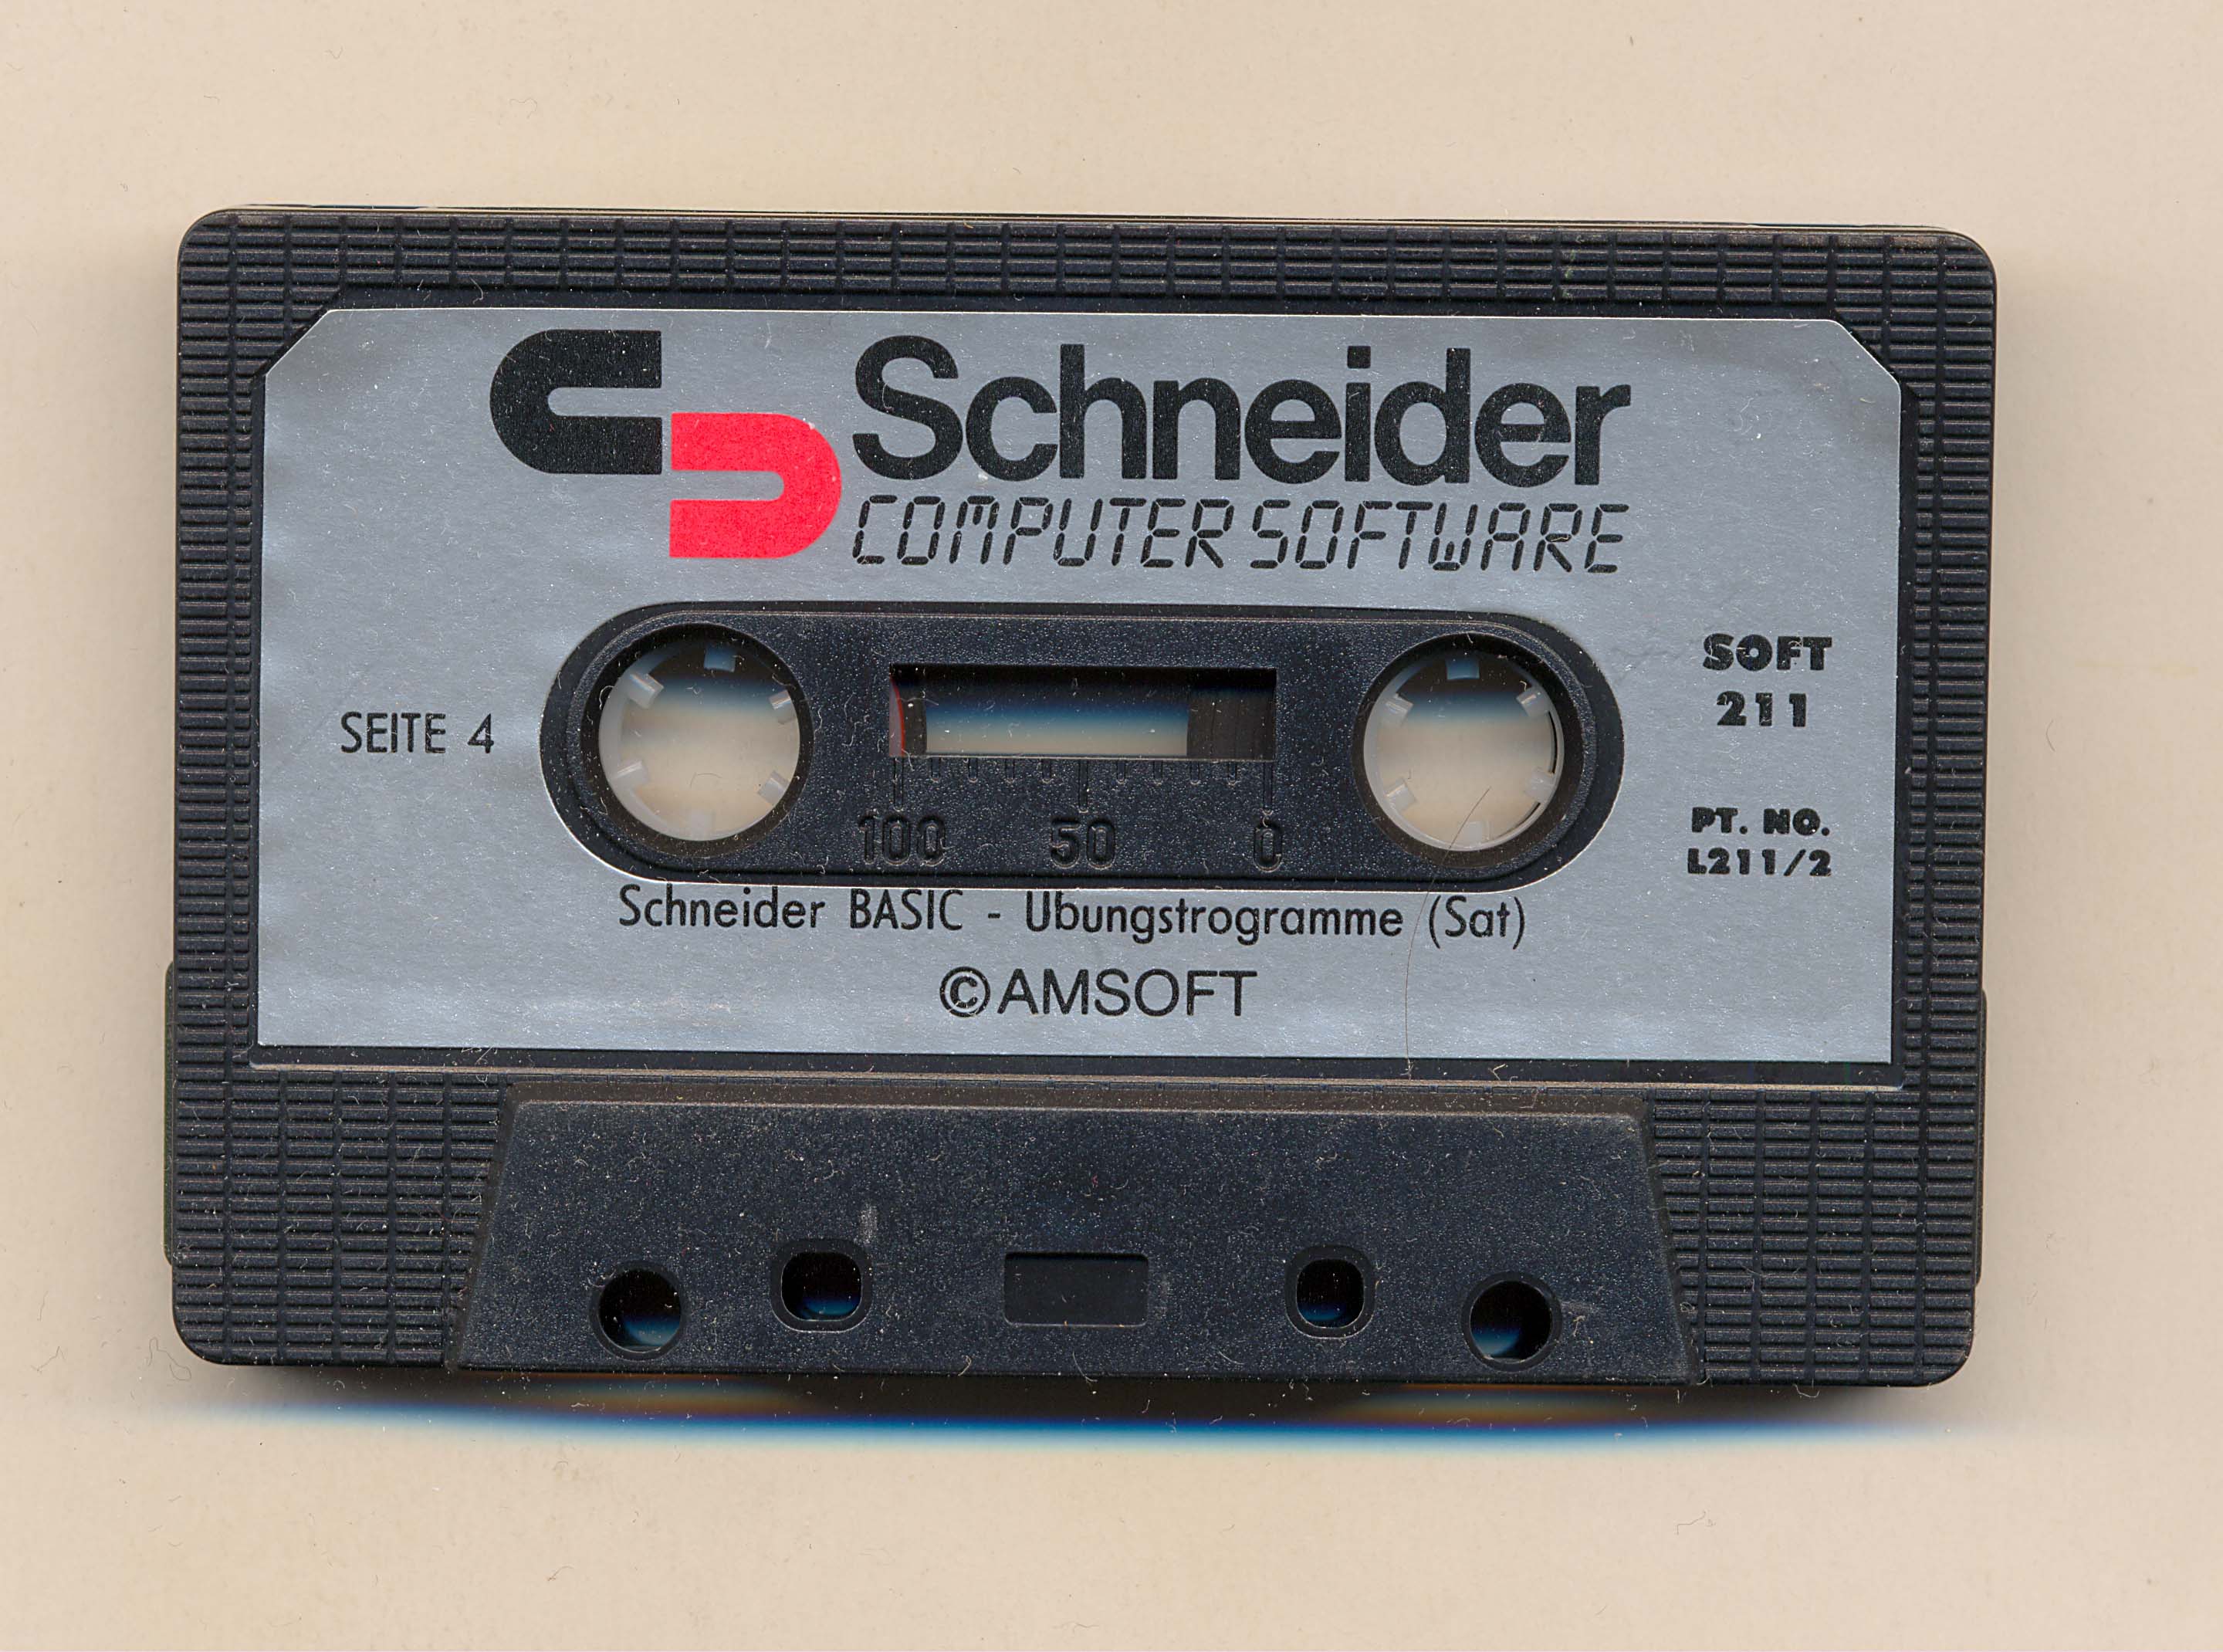 Schneider
COMPUTER SOFTWARE
SOFT
211
SEITE 4
100 50 0
PT. NO.
L211/2
Schneider BASIC - Ubungstrogramme (Sat)
©AMSOFT